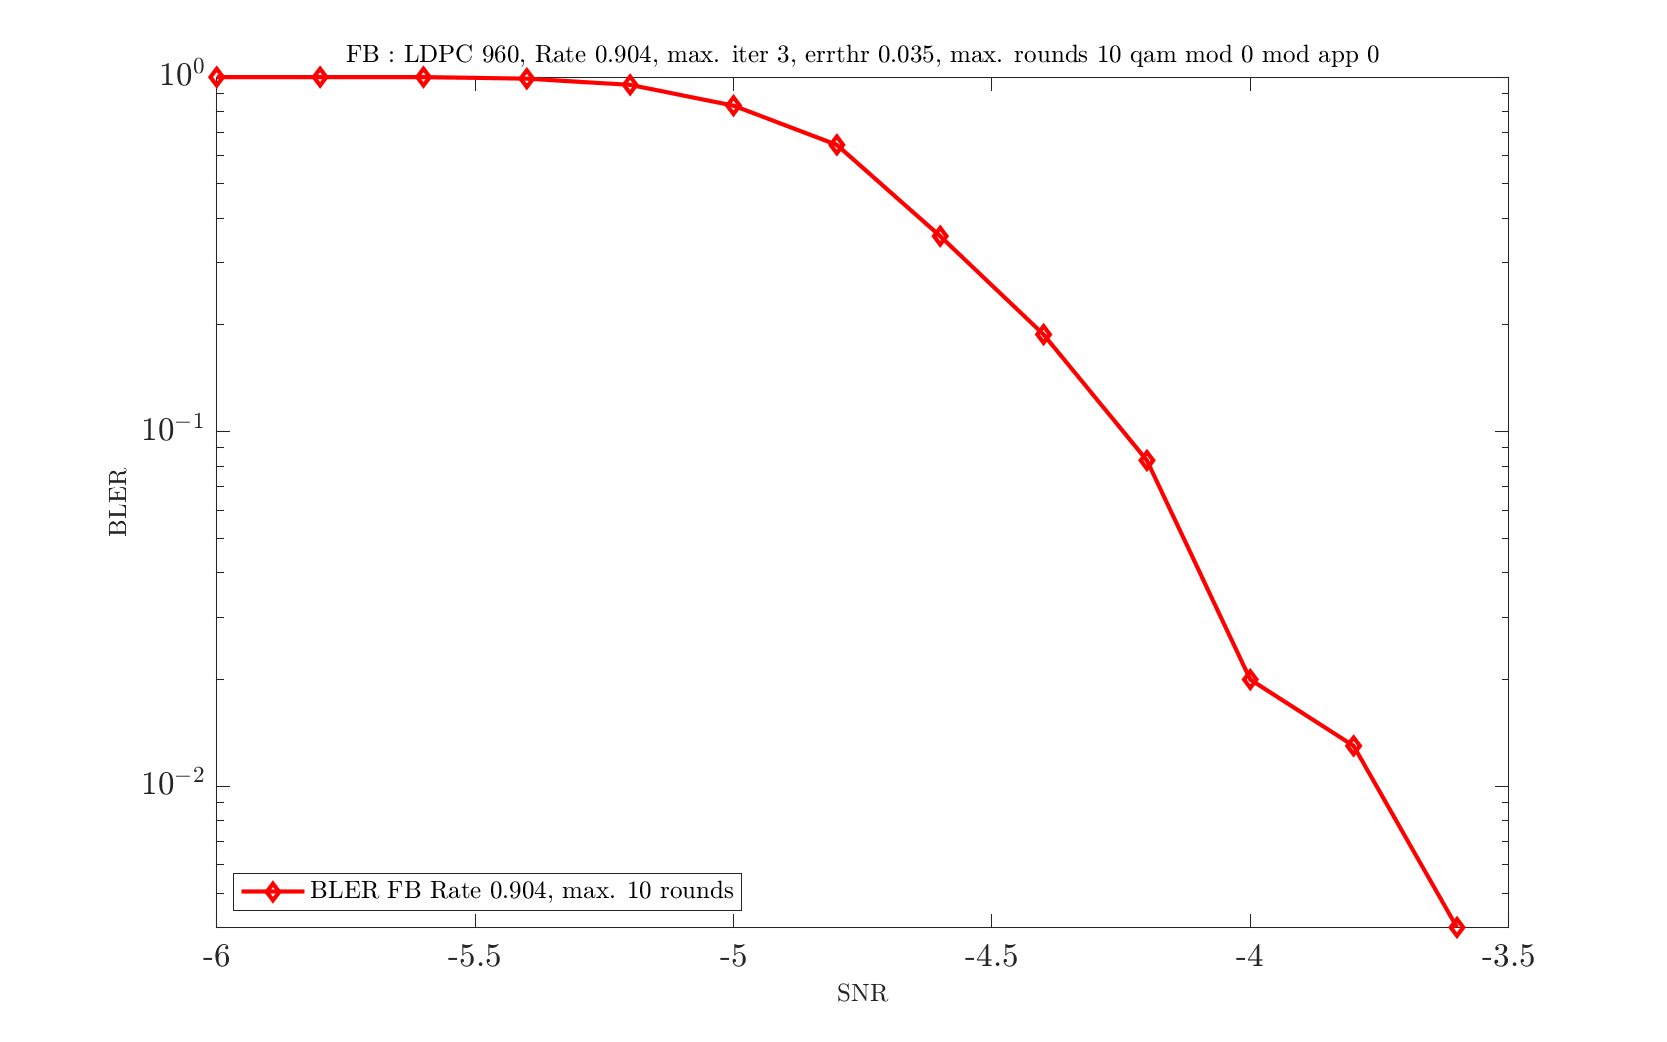 FB : LDPC 960, Rate 0.904, max. iter 3, errthr 0.035, max. rounds 10 qam mod 0 mod app 0
10^0
10^-1
10^-2
BLER
BLER FB Rate 0.904, max. 10 rounds
-6 -5.5 -5 -4.5 -4 -3.5
SNR